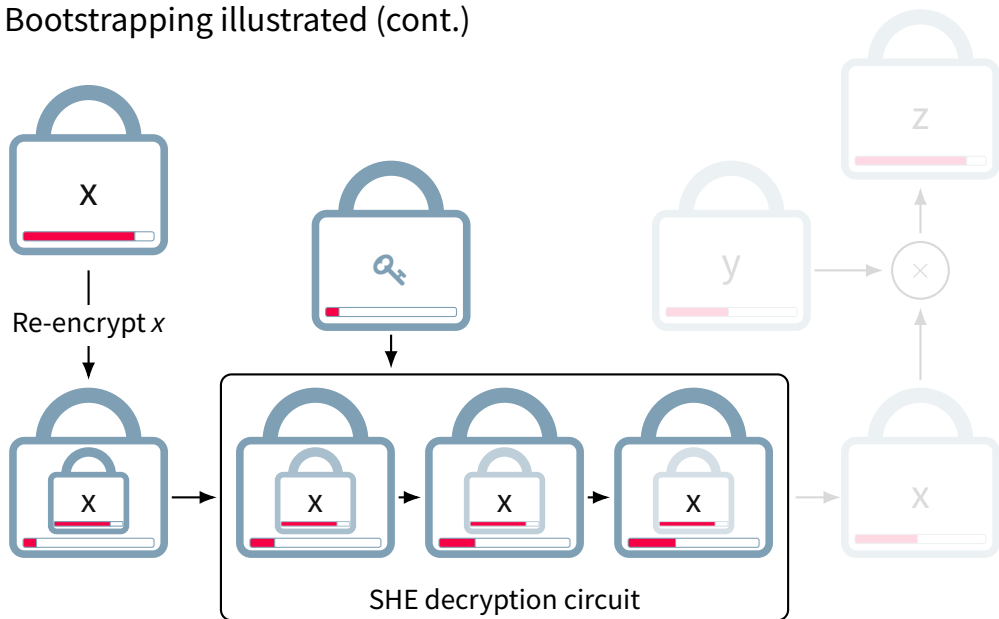 Bootstrapping illustrated (cont.)
z
x
y
Re-encrypt x
x
x
x
x
x
SHE decryption circuit